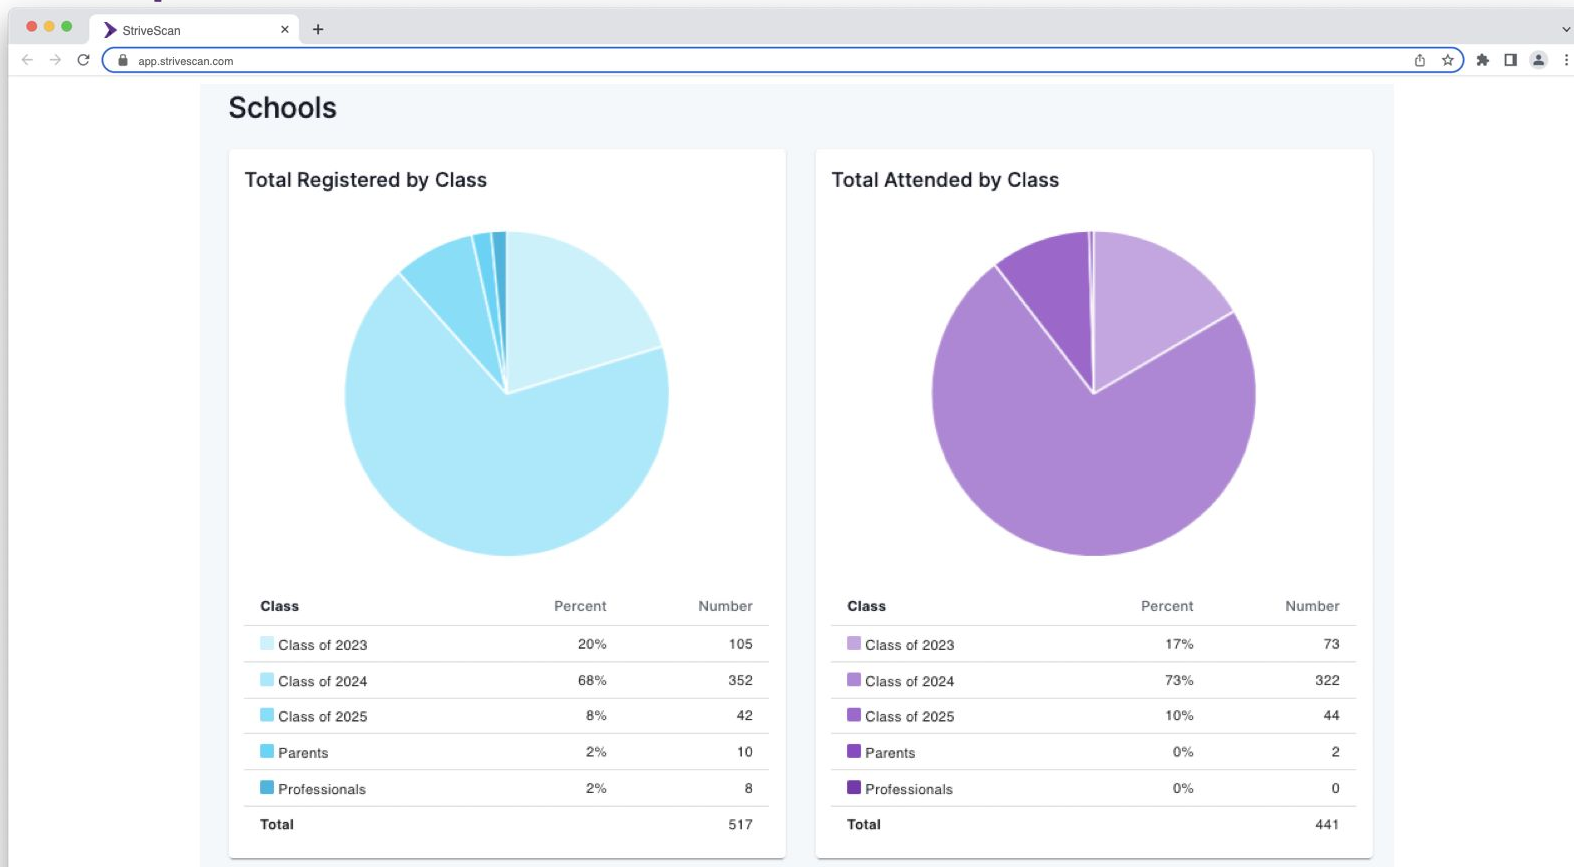 StriveScan
app.strivescan.com
Schools
Total Registered by Class
Class Percent Number
Class of 2023 20% 105
Class of 2024 68% 352
Class of 2025 8% 42
Parents 2% 10
Professionals 2% 8
Total 517
Total Attended by Class
Class Percent Number
Class of 2023 17% 73
Class of 2024 73% 322
Class of 2025 10% 44
Parents 0% 2
Professionals 0% 0
Total 441